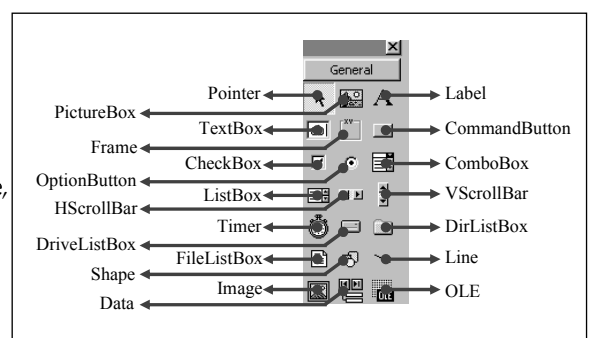 General
Pointer
Label
PictureBox
TextBox
CommandButton
Frame
CheckBox
ComboBox
OptionButton
ListBox
VScrollBar
HScrollBar
Timer
DirListBox
DriveListBox
FileListBox
Line
Shape
Image
OLE
Data